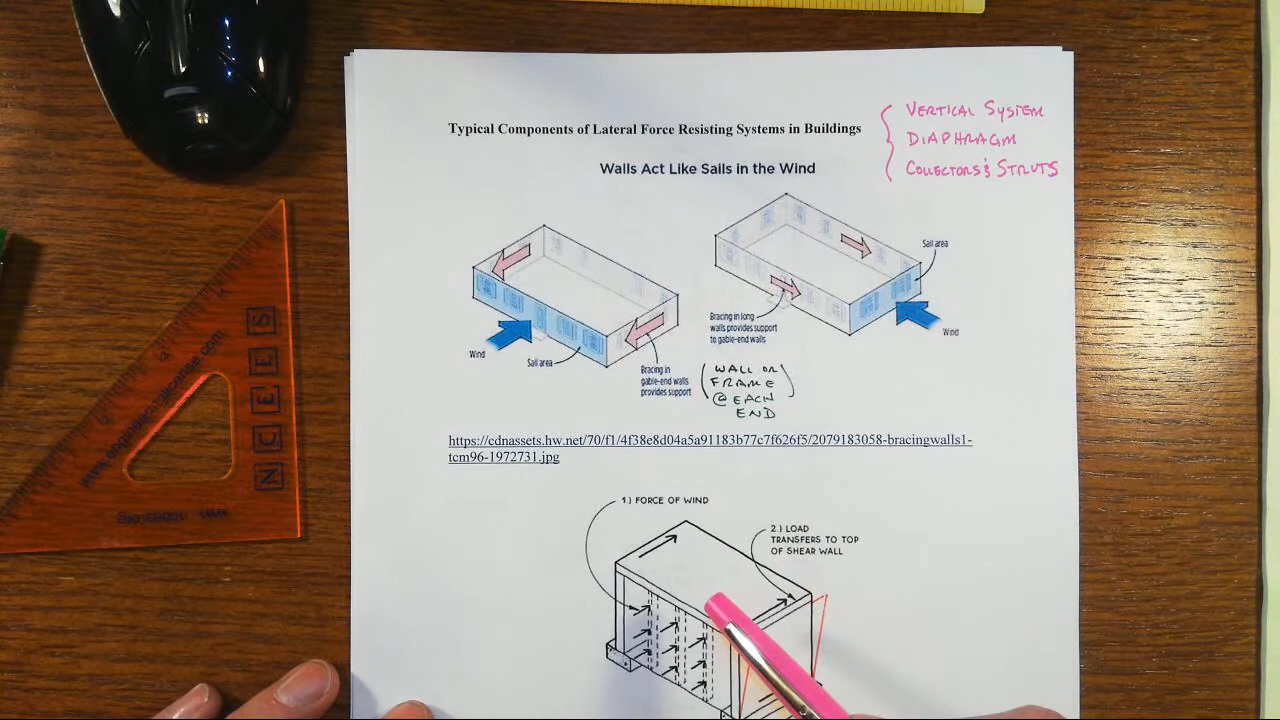 Typical Components of Lateral Force Resisting Systems in Buildings
VERTICAL SYSTEM
DIAPHRAGM
COLLECTORS & STRUTS
Walls Act Like Sails in the Wind
Wind
Sail area
Bracing in
gable-end walls
provides support
(WALL OR
FRAME
@ EACH
END)
Sail area
Bracing in long
walls provides support
to gable-end walls
Wind
https://cdnassets.hw.net/70/f1/4f38e8d04a5a91183b77c7f626f5/2079183058-bracingwalls1-
tcm96-1972731.jpg
1.) FORCE OF WIND
2.) LOAD
TRANSFERS TO TOP
OF SHEAR WALL
NCEES